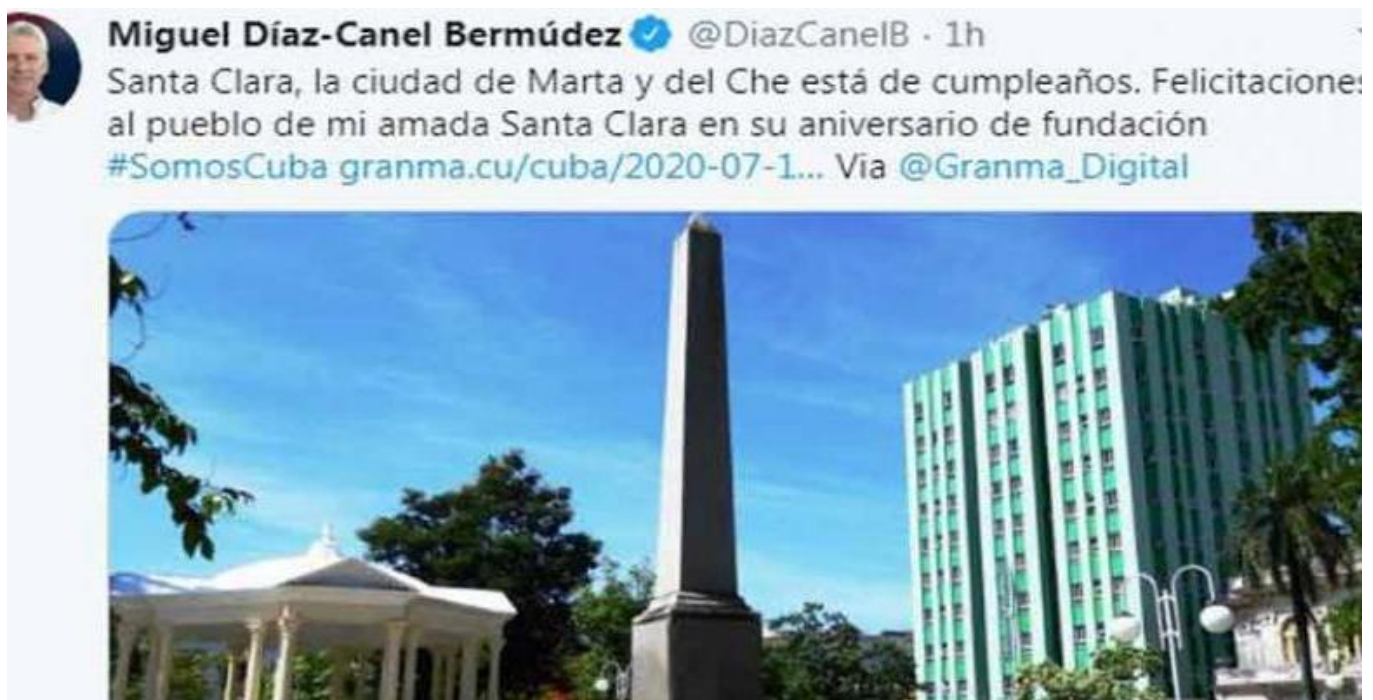 Miguel Díaz-Canel Bermúdez @DiazCanelB · 1h
Santa Clara, la ciudad de Marta y del Che está de cumpleaños. Felicitaciones
al pueblo de mi amada Santa Clara en su aniversario de fundación
#SomosCuba granma.cu/cuba/2020-07-1... Via @Granma_Digital